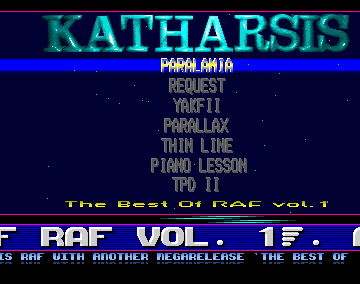 KATHARSIS
PARALAMIA
REQUEST
YAKFII
PARALLAX
THIN LINE
PIANO LESSON
TPD II
The Best Of RAF vol.1
F RAF VOL. 1
IS RAF WITH ANOTHER MEGARELEASE 'THE BEST OF